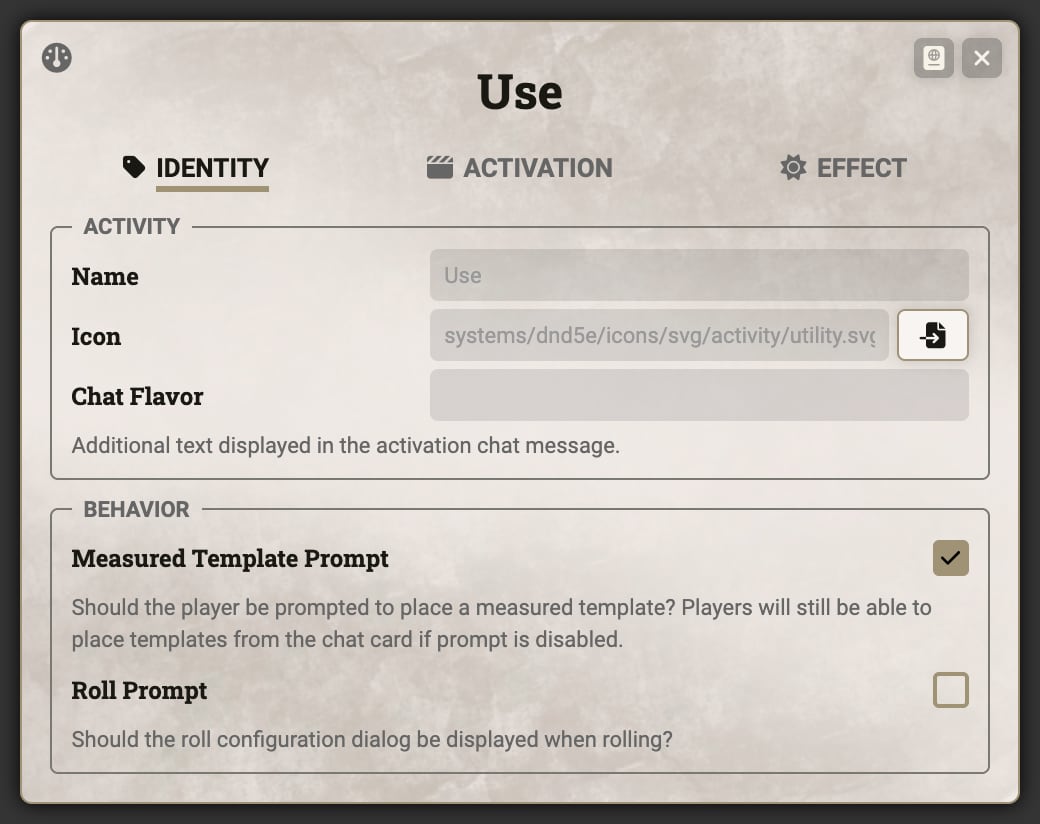 Use
IDENTITY
ACTIVATION
EFFECT
ACTIVITY
Name
Use
Icon
systems/dnd5e/icons/svg/activity/utility.svg
Chat Flavor
Additional text displayed in the activation chat message.
BEHAVIOR
Measured Template Prompt
Should the player be prompted to place a measured template? Players will still be able to
place templates from the chat card if prompt is disabled.
Roll Prompt
Should the roll configuration dialog be displayed when rolling?